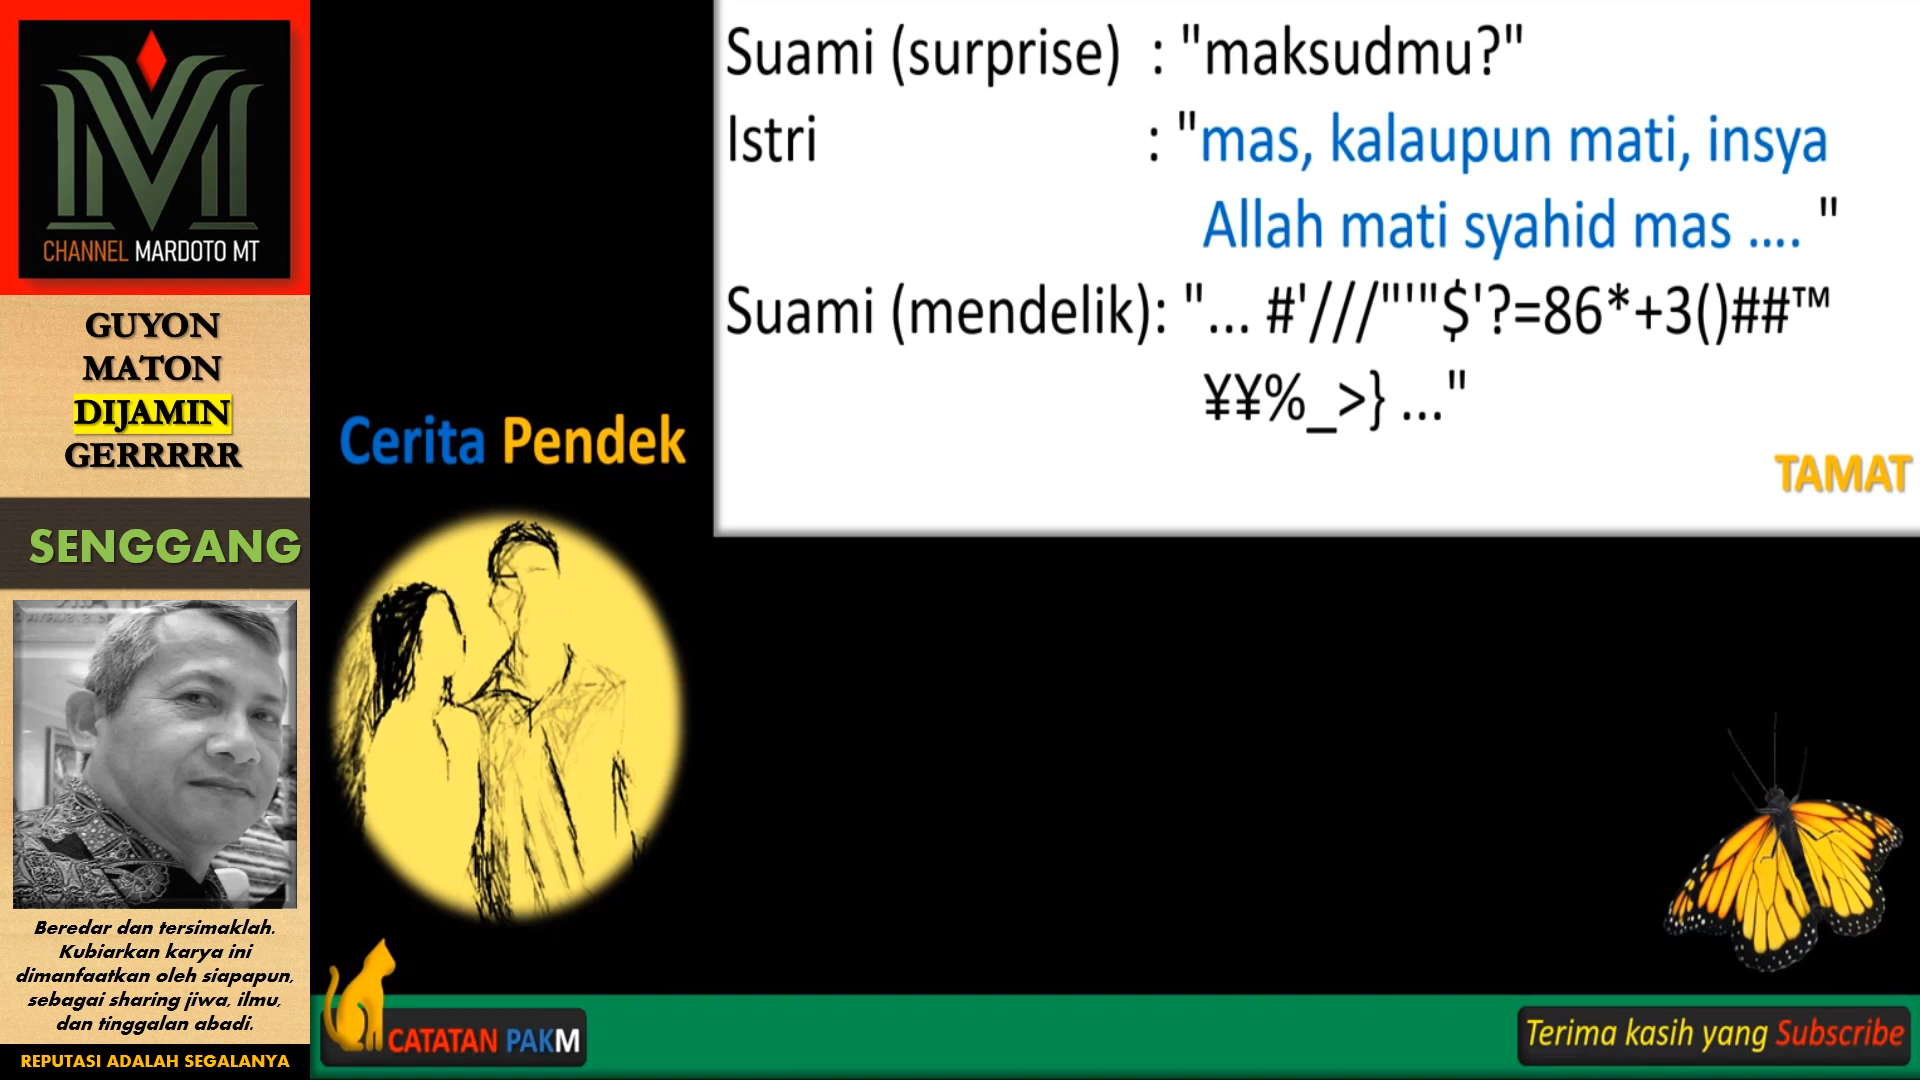 CHANNEL MARDOTO MT
GUYON
MATON
DIJAMIN
GERRRRR
SENGGANG
Beredar dan tersimaklah.
Kubiarkan karya ini
dimanfaatkan oleh siapapun,
sebagai sharing jiwa, ilmu,
dan tinggalan abadi.
REPUTASI ADALAH SEGALANYA
Cerita Pendek
Suami (surprise) : "maksudmu?"
Istri : "mas, kalaupun mati, insya
Allah mati syahid mas .... "
Suami (mendelik): "... #'///"'"$'?=86*+3()##™
¥¥%_>} ..."
TAMAT
CATATAN PAKM
Terima kasih yang Subscribe